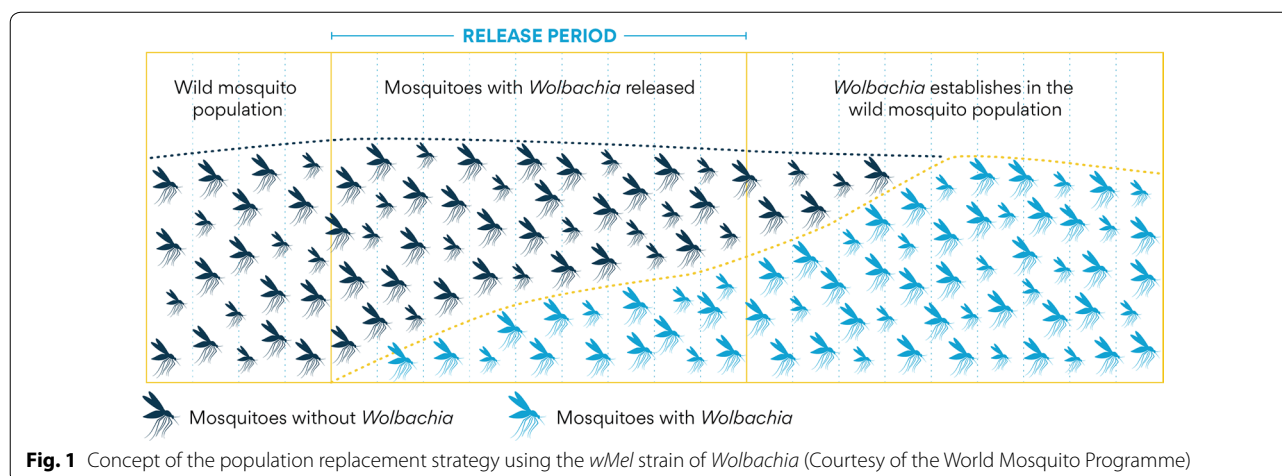 RELEASE PERIOD
Wild mosquito
population
Mosquitoes with Wolbachia released
Wolbachia establishes in the
wild mosquito population
Mosquitoes without Wolbachia
Mosquitoes with Wolbachia
Fig. 1 Concept of the population replacement strategy using the wMel strain of Wolbachia (Courtesy of the World Mosquito Programme)